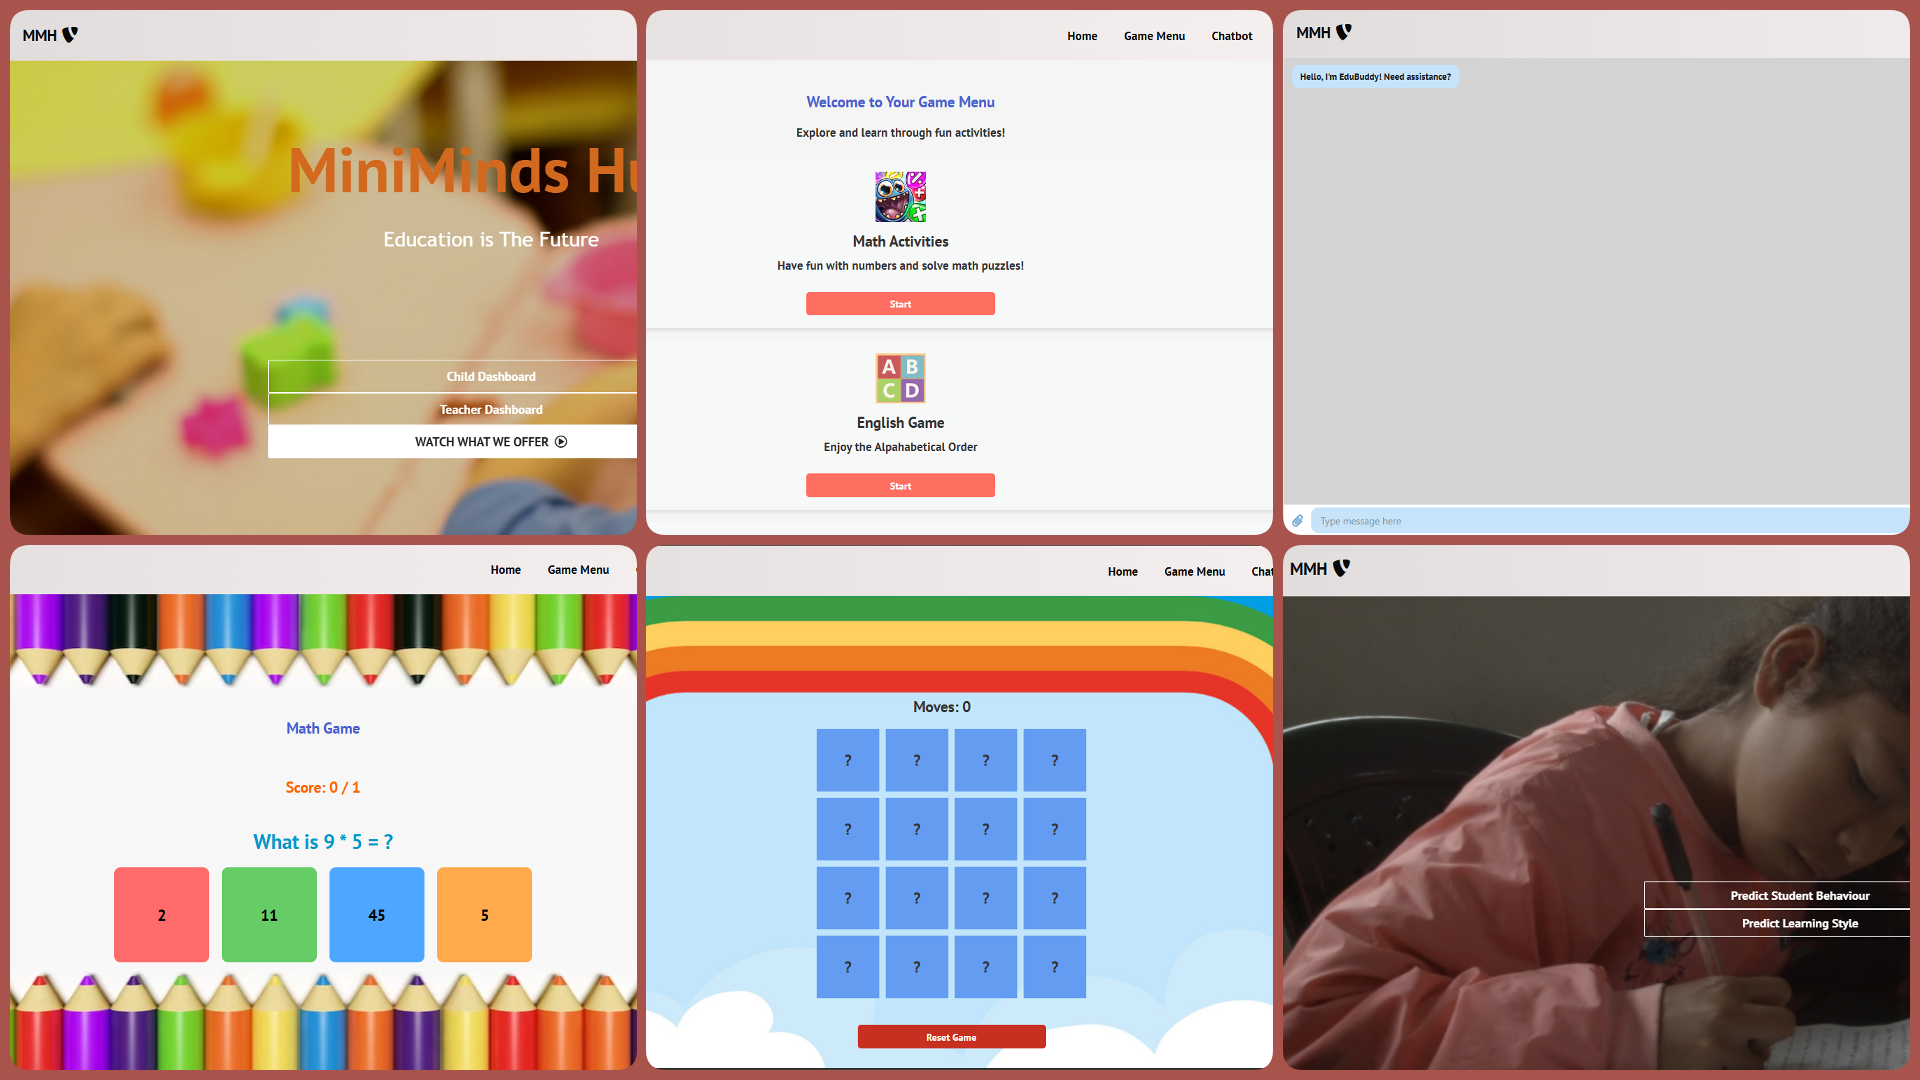 MMH
MiniMinds Hu
Education is The Future
Child Dashboard
Teacher Dashboard
WATCH WHAT WE OFFER
Home Game Menu Chatbot
Welcome to Your Game Menu
Explore and learn through fun activities!
Math Activities
Have fun with numbers and solve math puzzles!
Start
A B
C D
English Game
Enjoy the Alpahabetical Order
Start
MMH
Hello, I'm EduBuddy! Need assistance?
Type message here
Home Game Menu
Math Game
Score: 0 / 1
What is 9 * 5 = ?
2 11 45 5
Home Game Menu Chat
Moves: 0
? ? ? ?
? ? ? ?
? ? ? ?
? ? ? ?
Reset Game
MMH
Predict Student Behaviour
Predict Learning Style